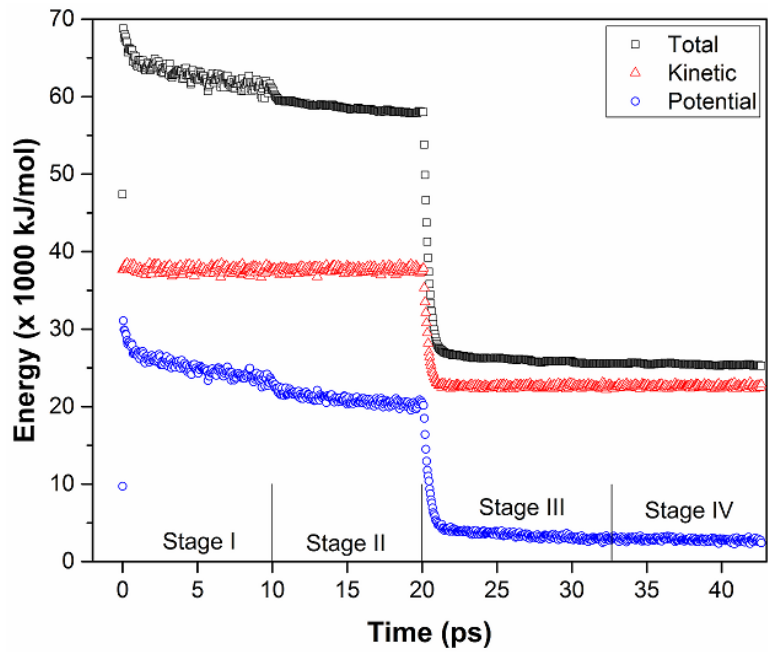 70
60
50
40
30
20
10
0
Energy (x 1000 kJ/mol)
Total
Kinetic
Potential
Stage I
Stage II
Stage III
Stage IV
0 5 10 15 20 25 30 35 40
Time (ps)